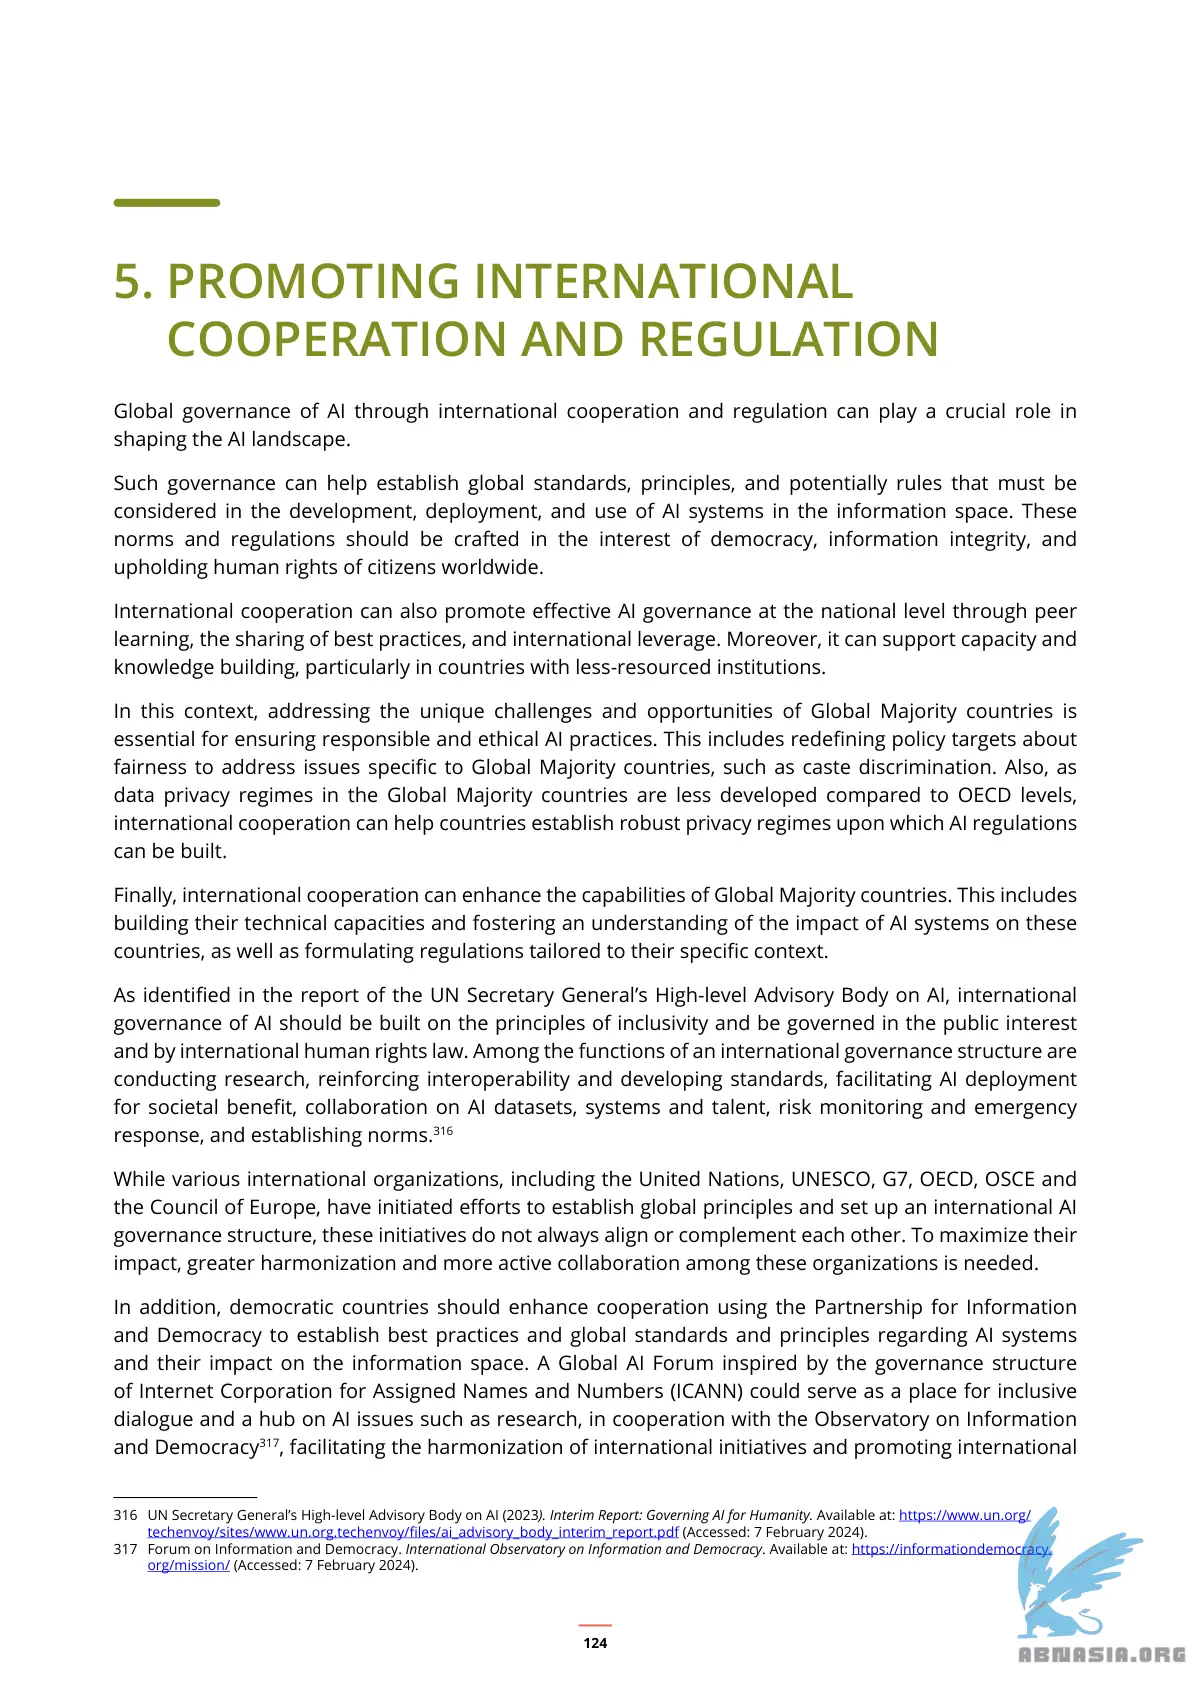 5. PROMOTING INTERNATIONAL
COOPERATION AND REGULATION
Global governance of AI through international cooperation and regulation can play a crucial role in
shaping the AI landscape.
Such governance can help establish global standards, principles, and potentially rules that must be
considered in the development, deployment, and use of AI systems in the information space. These
norms and regulations should be crafted in the interest of democracy, information integrity, and
upholding human rights of citizens worldwide.
International cooperation can also promote effective AI governance at the national level through peer
learning, the sharing of best practices, and international leverage. Moreover, it can support capacity and
knowledge building, particularly in countries with less-resourced institutions.
In this context, addressing the unique challenges and opportunities of Global Majority countries is
essential for ensuring responsible and ethical AI practices. This includes redefining policy targets about
fairness to address issues specific to Global Majority countries, such as caste discrimination. Also, as
data privacy regimes in the Global Majority countries are less developed compared to OECD levels,
international cooperation can help countries establish robust privacy regimes upon which AI regulations
can be built.
Finally, international cooperation can enhance the capabilities of Global Majority countries. This includes
building their technical capacities and fostering an understanding of the impact of AI systems on these
countries, as well as formulating regulations tailored to their specific context.
As identified in the report of the UN Secretary General’s High-level Advisory Body on AI, international
governance of AI should be built on the principles of inclusivity and be governed in the public interest
and by international human rights law. Among the functions of an international governance structure are
conducting research, reinforcing interoperability and developing standards, facilitating AI deployment
for societal benefit, collaboration on AI datasets, systems and talent, risk monitoring and emergency
response, and establishing norms.316
While various international organizations, including the United Nations, UNESCO, G7, OECD, OSCE and
the Council of Europe, have initiated efforts to establish global principles and set up an international AI
governance structure, these initiatives do not always align or complement each other. To maximize their
impact, greater harmonization and more active collaboration among these organizations is needed.
In addition, democratic countries should enhance cooperation using the Partnership for Information
and Democracy to establish best practices and global standards and principles regarding AI systems
and their impact on the information space. A Global AI Forum inspired by the governance structure
of Internet Corporation for Assigned Names and Numbers (ICANN) could serve as a place for inclusive
dialogue and a hub on AI issues such as research, in cooperation with the Observatory on Information
and Democracy317, facilitating the harmonization of international initiatives and promoting international
316 UN Secretary General’s High-level Advisory Body on AI (2023). Interim Report: Governing AI for Humanity. Available at: https://www.un.org/
techenvoy/sites/www.un.org.techenvoy/files/ai_advisory_body_interim_report.pdf (Accessed: 7 February 2024).
317 Forum on Information and Democracy. International Observatory on Information and Democracy. Available at: https://informationdemocracy.
org/mission/ (Accessed: 7 February 2024).
124
ABNASIA.ORG